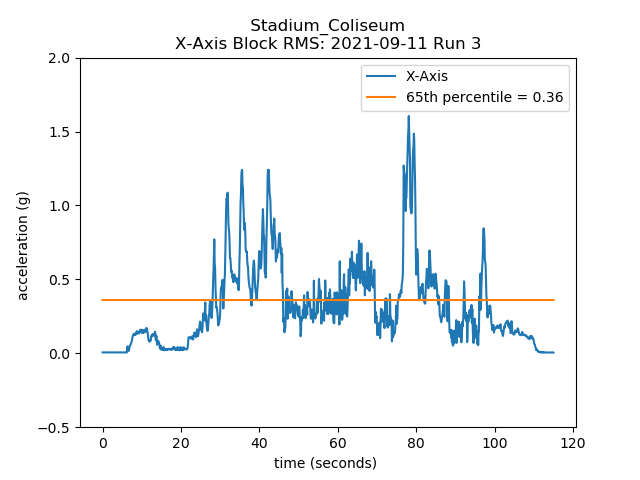 Stadium_Coliseum
X-Axis Block RMS: 2021-09-11 Run 3
X-Axis
65th percentile = 0.36
2.0
1.5
1.0
0.5
0.0
−0.5
acceleration (g)
0 20 40 60 80 100 120
time (seconds)